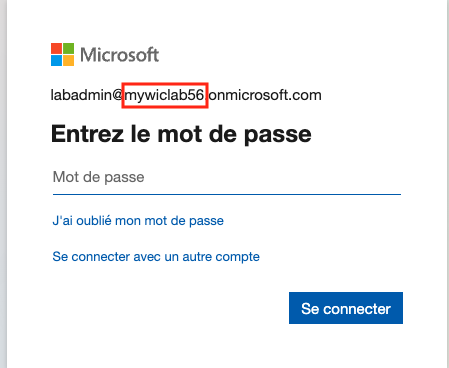 Microsoft
labadmin@mywiclab56.onmicrosoft.com
Entrez le mot de passe
Mot de passe
J'ai oublié mon mot de passe
Se connecter avec un autre compte
Se connecter